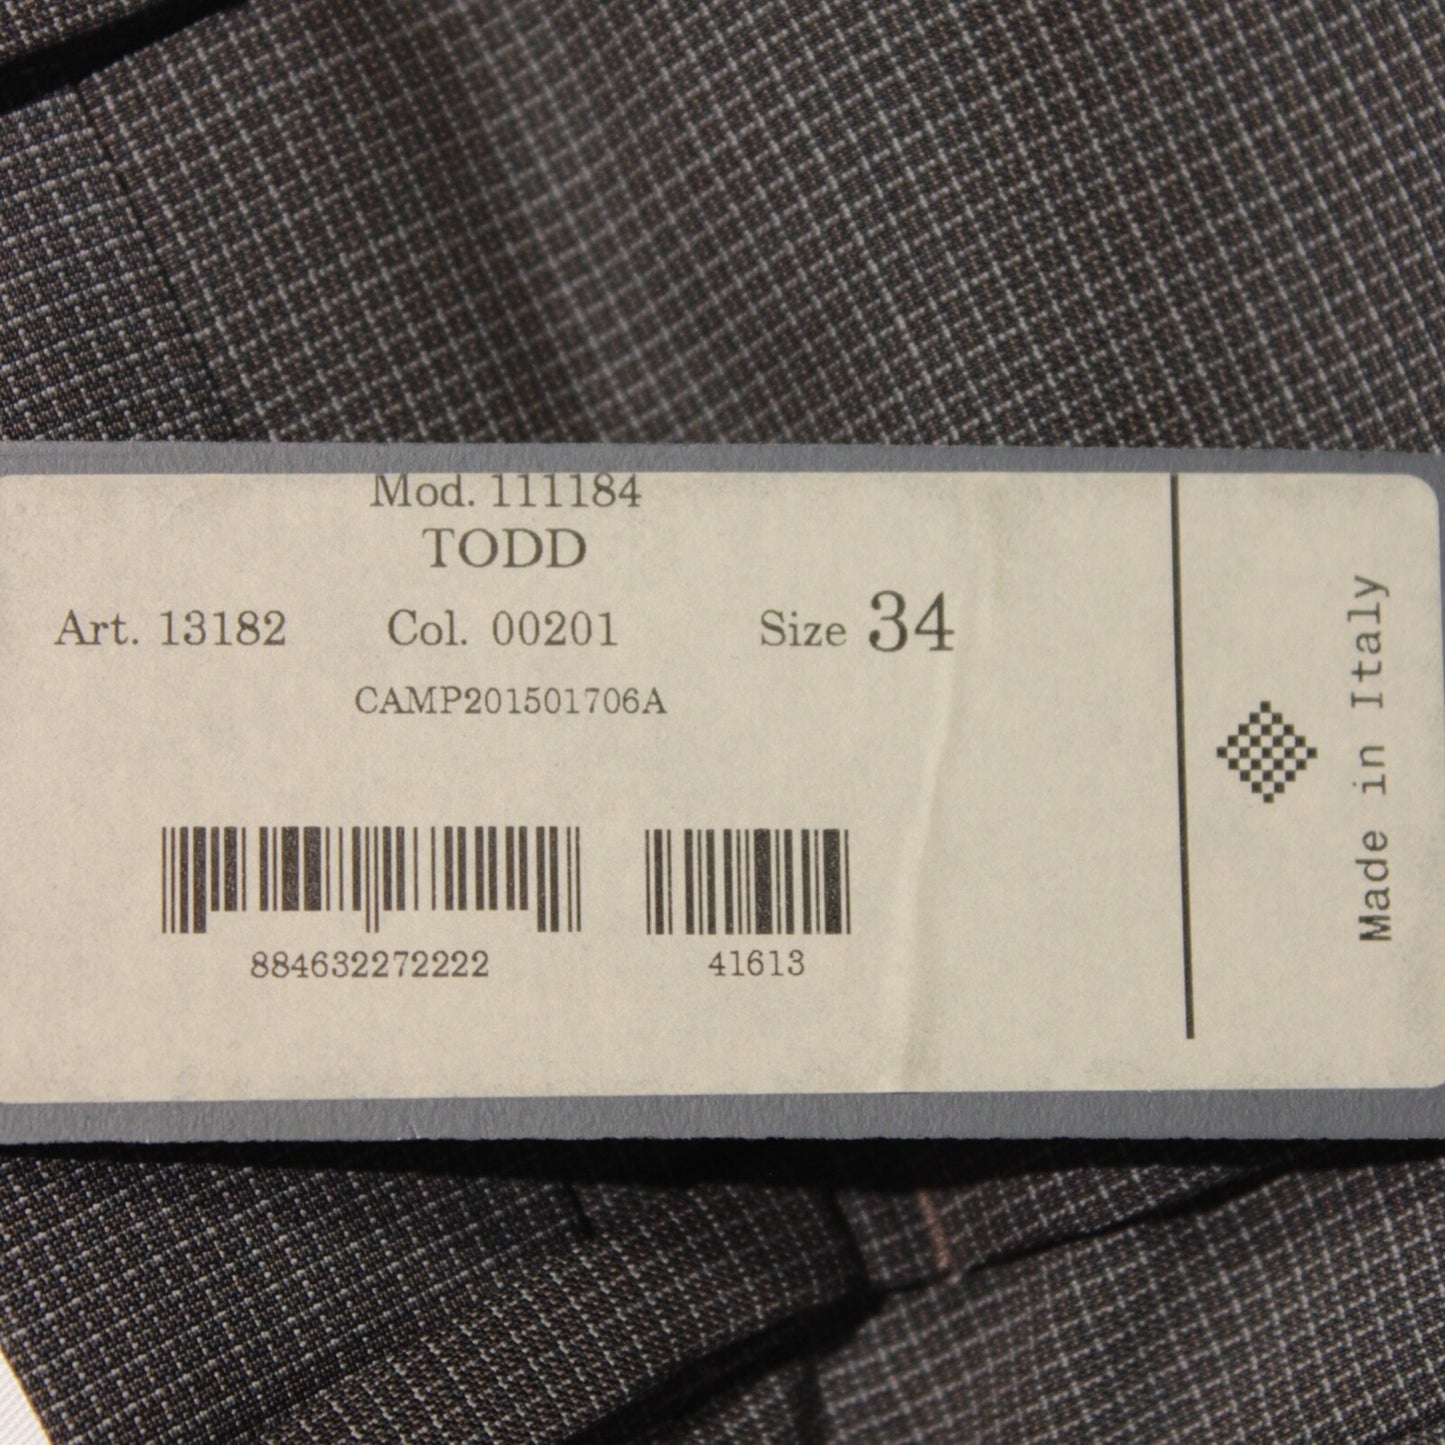 Mod. 111184
TODD
Art. 13182 Col. 00201 Size 34
CAMP201501706A
884632272222 41613
Made in Italy